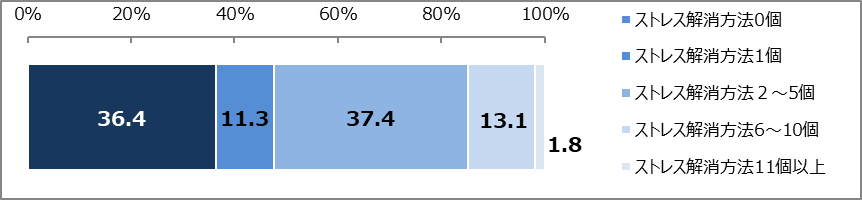 0% 20% 40% 60% 80% 100%
36.4 11.3 37.4 13.1 1.8
ストレス解消方法0個
ストレス解消方法1個
ストレス解消方法２～5個
ストレス解消方法6～10個
ストレス解消方法11個以上